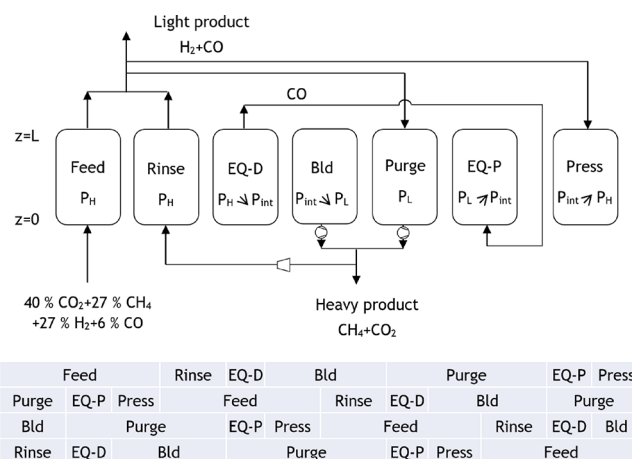 Light product
H₂+CO
CO
z=L
Feed Rinse EQ-D Bld Purge EQ-P Press
P_H P_H P_H ↘ P_int P_int ↘ P_L P_L P_L ↗ P_int P_int ↗ P_H
z=0
40 % CO₂+27 % CH₄
+27 % H₂+6 % CO
Heavy product
CH₄+CO₂
Feed Rinse EQ-D Bld Purge EQ-P Press
Purge EQ-P Press Feed Rinse EQ-D Bld Purge
Bld Purge EQ-P Press Feed Rinse EQ-D Bld
Rinse EQ-D Bld Purge EQ-P Press Feed